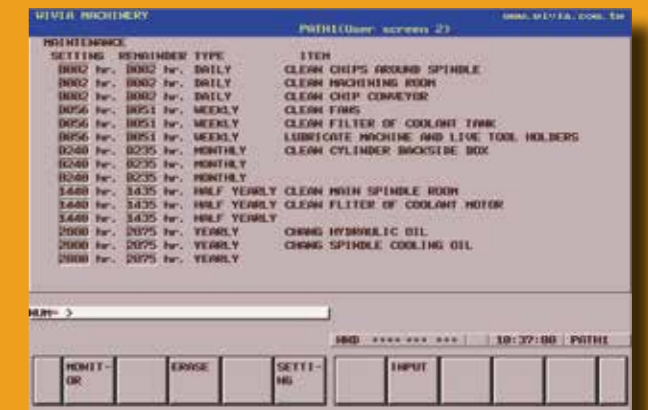 WIVIA MACHINERY www.wivia.com.tw
PATH1(User screen 2)
MAINTENANCE
SETTING REMAINDER TYPE ITEM
0002 hr. 0002 hr. DAILY CLEAN CHIPS AROUND SPINDLE
0002 hr. 0002 hr. DAILY CLEAN MACHINING ROOM
0002 hr. 0002 hr. DAILY CLEAN CHIP CONVEYOR
0056 hr. 0051 hr. WEEKLY CLEAN FANS
0056 hr. 0051 hr. WEEKLY CLEAN FILTER OF COOLANT TANK
0056 hr. 0051 hr. WEEKLY LUBRICATE MACHINE AND LIVE TOOL HOLDERS
0240 hr. 0235 hr. MONTHLY CLEAN CYLINDER BACKSIDE BOX
0240 hr. 0235 hr. MONTHLY
0240 hr. 0235 hr. MONTHLY
1440 hr. 1435 hr. HALF YEARLY CLEAN MAIN SPINDLE ROOM
1440 hr. 1435 hr. HALF YEARLY CLEAN FLITER OF COOLANT MOTOR
1440 hr. 1435 hr. HALF YEARLY
2880 hr. 2875 hr. YEARLY CHANG HYDRAULIC OIL
2880 hr. 2875 hr. YEARLY CHANG SPINDLE COOLING OIL
2880 hr. 2875 hr. YEARLY
NUM= >
HND **** *** *** 10:37:00 PATH1
MONIT-
OR
ERASE
SETTI-
NG
INPUT